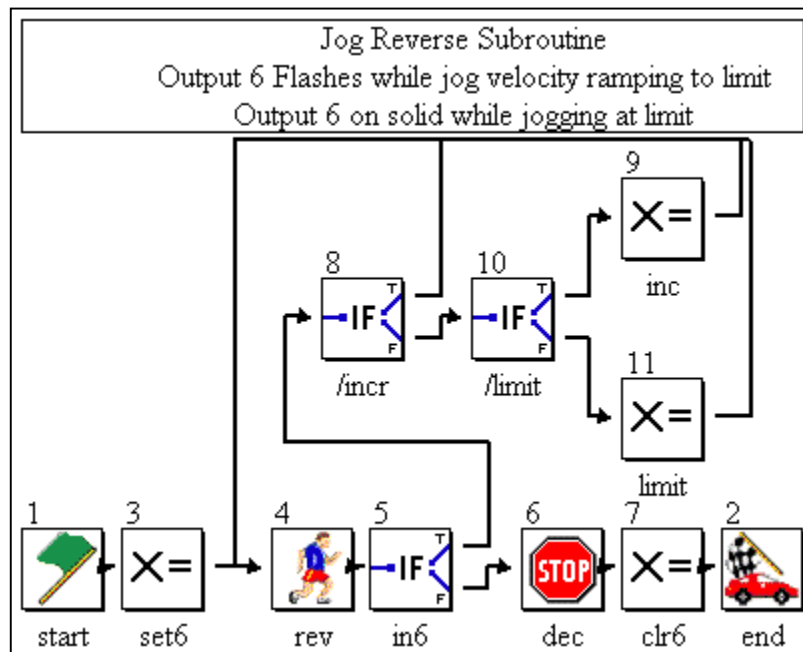 Jog Reverse Subroutine
Output 6 Flashes while jog velocity ramping to limit
Output 6 on solid while jogging at limit
9
X=
inc
8
IF
T
F
/incr
10
IF
T
F
/limit
11
X=
limit
1
start
3
X=
set6
4
rev
5
IF
T
F
in6
6
STOP
dec
7
X=
clr6
2
end